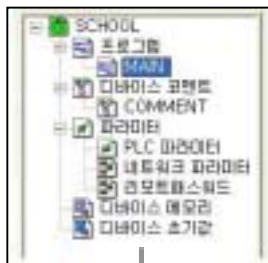 SCHOOL
프로그램
MAIN
디바이스 코멘트
COMMENT
파라미터
PLC 파라미터
네트워크 파라미터
리모트패스워드
디바이스 메모리
디바이스 초기값